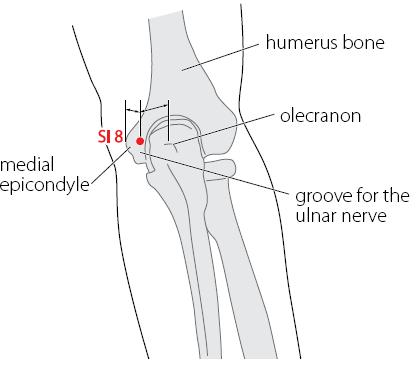 humerus bone
olecranon
SI 8
medial
epicondyle
groove for the
ulnar nerve